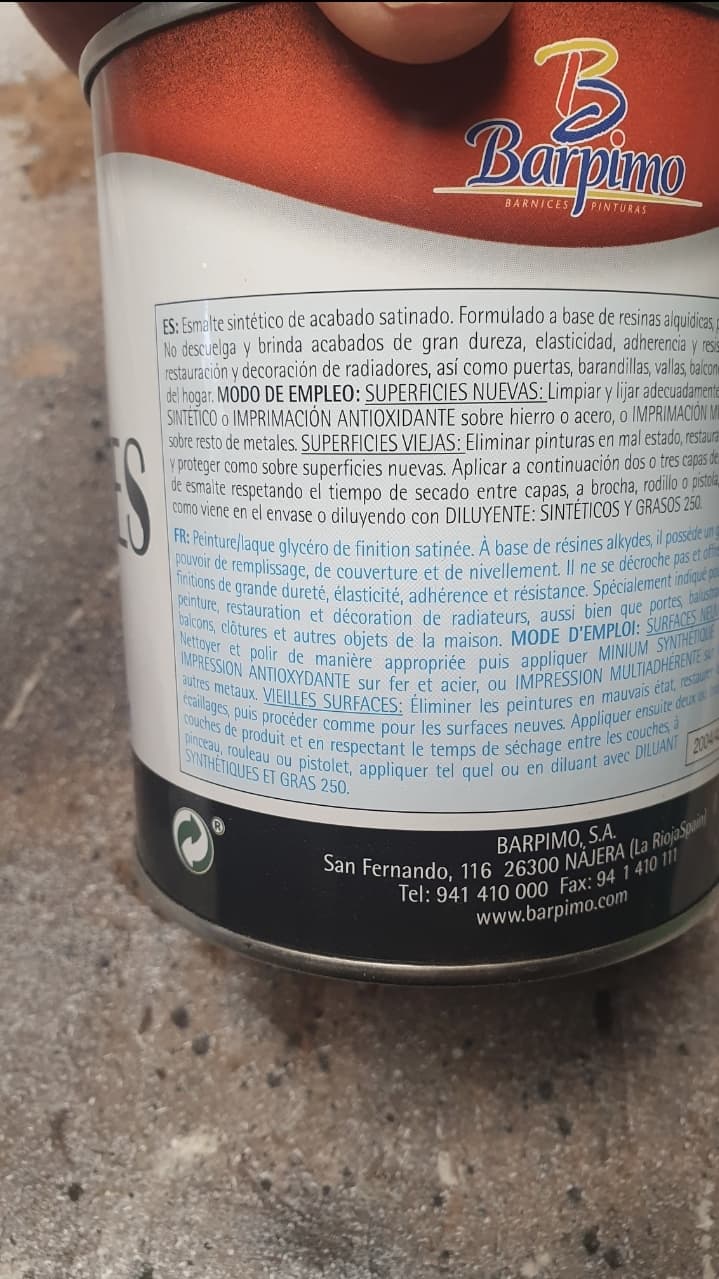 Barpimo
BARNICES PINTURAS
ES
ES: Esmalte sintético de acabado satinado. Formulado a base de resinas alquídicas,
No descuelga y brinda acabados de gran dureza, elasticidad, adherencia y
restauración y decoración de radiadores, así como puertas, barandillas, vallas,
del hogar. MODO DE EMPLEO: SUPERFICIES NUEVAS: Limpiar y lijar adecuadamente
SINTÉTICO o IMPRIMACIÓN ANTIOXIDANTE sobre hierro o acero, o IMPRIMACIÓN
sobre resto de metales. SUPERFICIES VIEJAS: Eliminar pinturas en mal estado,
y proteger como sobre superficies nuevas. Aplicar a continuación dos o tres capas de
de esmalte respetando el tiempo de secado entre capas, a brocha, rodillo o pistola,
como viene en el envase o diluyendo con DILUYENTE: SINTÉTICOS Y GRASOS 250.
FR: Peinture/laque glycéro de finition satinée. À base de résines alkydes, il possède un
pouvoir de remplissage, de couverture et de nivellement. Il ne se décroche pas et
finitions de grande dureté, élasticité, adhérence et résistance. Spécialement indiqué
peinture, restauration et décoration de radiateurs, aussi bien que portes,
balcons, clôtures et autres objets de la maison. MODE D'EMPLOI: SURFACES
Nettoyer et polir de manière appropriée puis appliquer MINIUM SYNTHÉTIQUE
IMPRESSION ANTIOXYDANTE sur fer et acier, ou IMPRESSION MULTIADHÉRENTE
autres metaux. VIEILLES SURFACES: Éliminer les peintures en mauvais état,
écaillages, puis procéder comme pour les surfaces neuves. Appliquer ensuite deux
couches de produit et en respectant le temps de séchage entre les couches, à
pinceau, rouleau ou pistolet, appliquer tel quel ou en diluant avec DILUANT
SYNTHÉTIQUES ET GRAS 250.
2004/
®
BARPIMO, S.A.
San Fernando, 116 26300 NÁJERA (La Rioja Spain)
Tel: 941 410 000 Fax: 94 1 410 111
www.barpimo.com